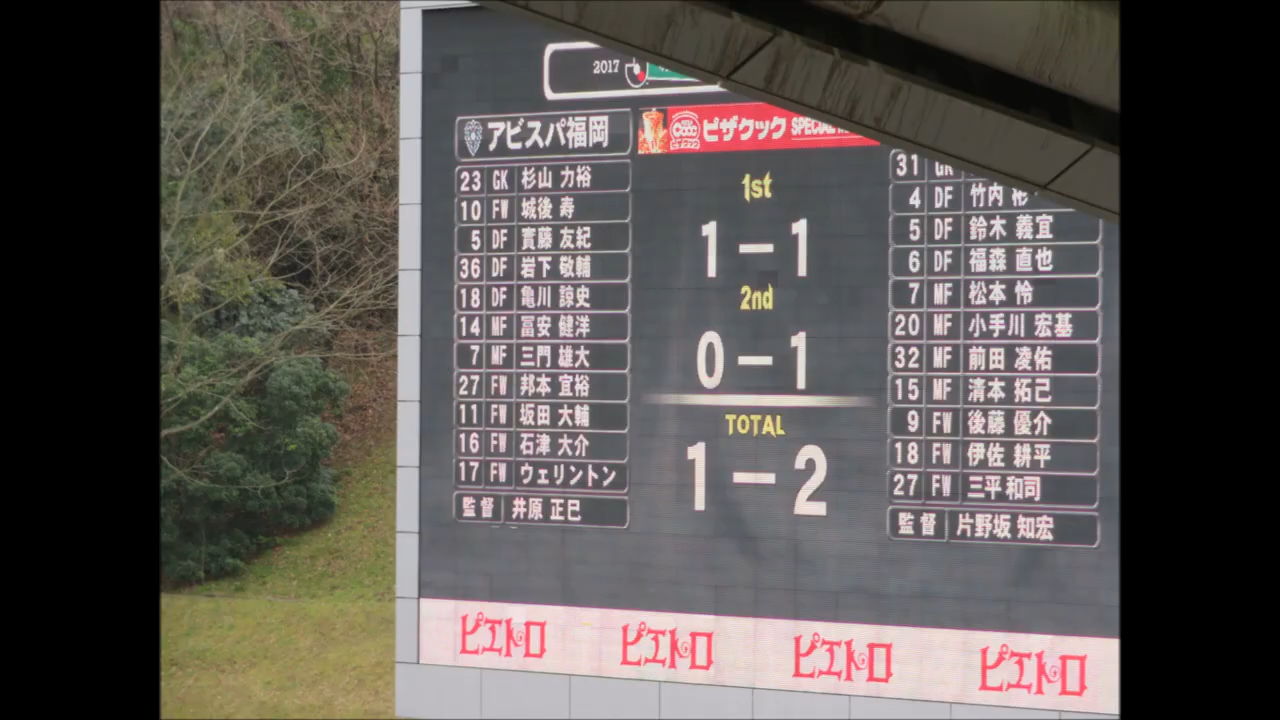 2017
アビスパ福岡
ピザクック SPECIAL
23 GK 杉山 力裕
10 FW 城後 寿
5 DF 實藤 友紀
36 DF 岩下 敬輔
18 DF 亀川 諒史
14 MF 冨安 健洋
7 MF 三門 雄大
27 FW 邦本 宜裕
11 FW 坂田 大輔
16 FW 石津 大介
17 FW ウェリントン
監督 井原 正巳
1st
1 - 1
2nd
0 - 1
TOTAL
1 - 2
31 GK
4 DF 竹内 彬
5 DF 鈴木 義宜
6 DF 福森 直也
7 MF 松本 怜
20 MF 小手川 宏基
32 MF 前田 凌佑
15 MF 清本 拓己
9 FW 後藤 優介
18 FW 伊佐 耕平
27 FW 三平 和司
監督 片野坂 知宏
ピエトロ ピエトロ ピエトロ ピエトロ